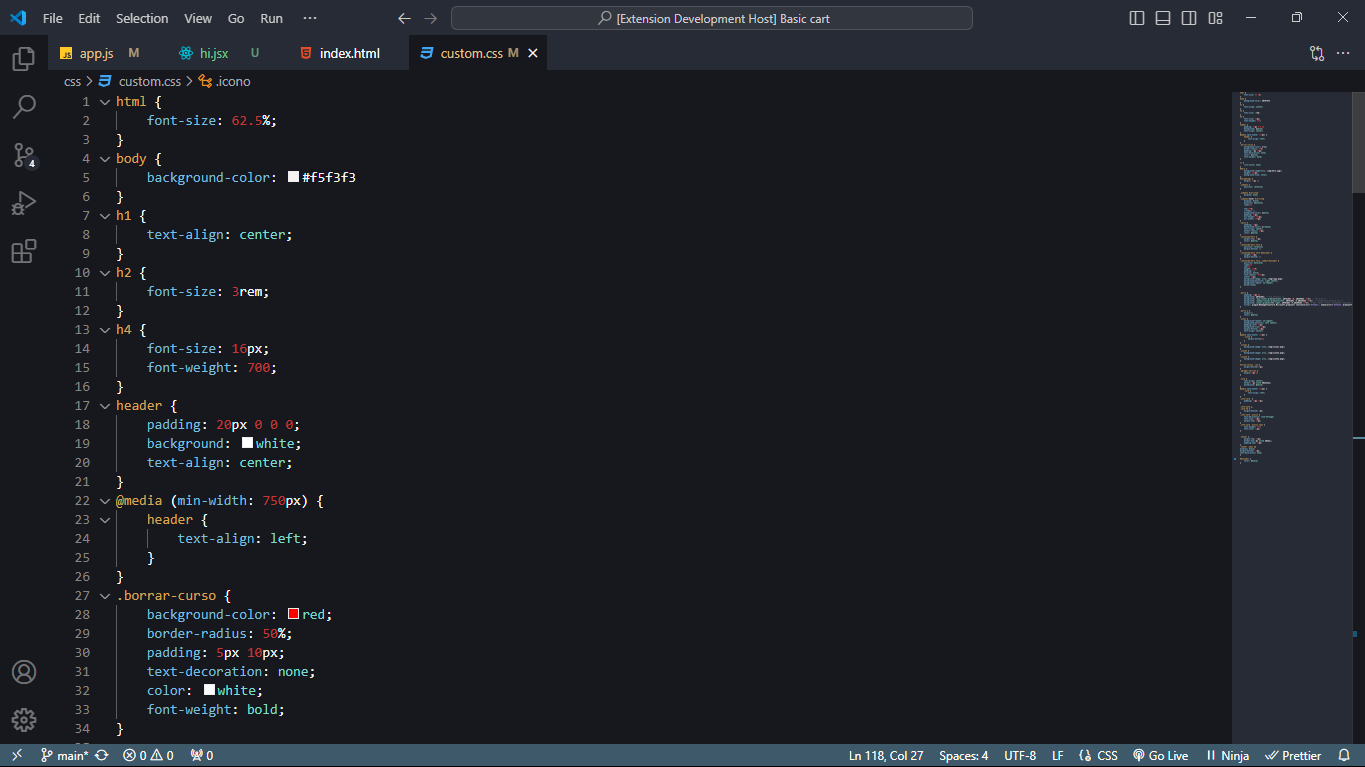 File Edit Selection View Go Run ··· [Extension Development Host] Basic cart
JS app.js M hi.jsx U index.html custom.css M
css > custom.css > .icono
1 html {
2 font-size: 62.5%;
3 }
4 body {
5 background-color: #f5f3f3
6 }
7 h1 {
8 text-align: center;
9 }
10 h2 {
11 font-size: 3rem;
12 }
13 h4 {
14 font-size: 16px;
15 font-weight: 700;
16 }
17 header {
18 padding: 20px 0 0 0;
19 background: white;
20 text-align: center;
21 }
22 @media (min-width: 750px) {
23 header {
24 text-align: left;
25 }
26 }
27 .borrar-curso {
28 background-color: red;
29 border-radius: 50%;
30 padding: 5px 10px;
31 text-decoration: none;
32 color: white;
33 font-weight: bold;
34 }
4
main* 0 0 0 Ln 118, Col 27 Spaces: 4 UTF-8 LF CSS Go Live Ninja Prettier